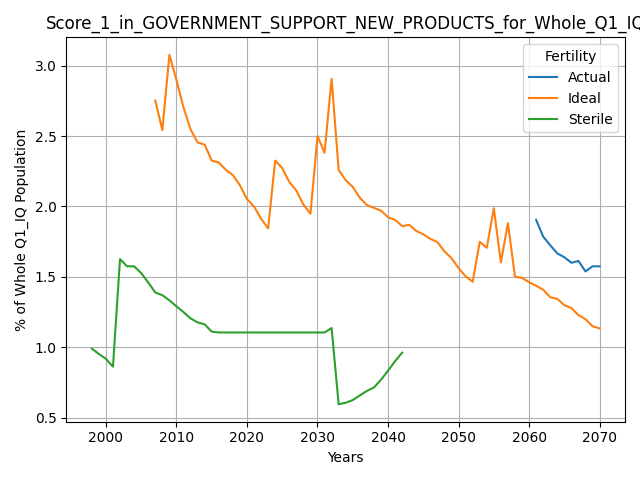 Score_1_in_GOVERNMENT_SUPPORT_NEW_PRODUCTS_for_Whole_Q1_IQ
Fertility
Actual
Ideal
Sterile
% of Whole Q1_IQ Population
3.0
2.5
2.0
1.5
1.0
0.5
2000 2010 2020 2030 2040 2050 2060 2070
Years